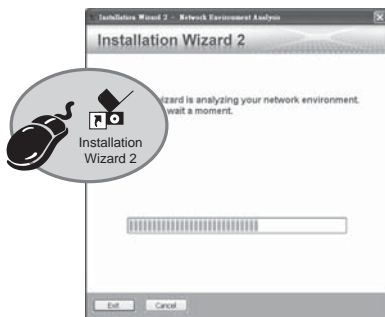 Installation Wizard 2 - Network Environment Analysis
Installation Wizard 2
izard is analyzing your network environment.
wait a moment.
Installation
Wizard 2
Exit
Cancel